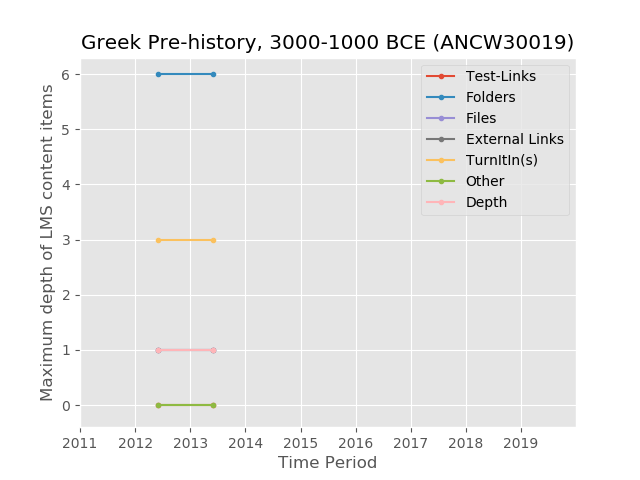 Greek Pre-history, 3000-1000 BCE (ANCW30019)
Maximum depth of LMS content items
6
5
4
3
2
1
0
Test-Links
Folders
Files
External Links
TurnItIn(s)
Other
Depth
2011 2012 2013 2014 2015 2016 2017 2018 2019
Time Period